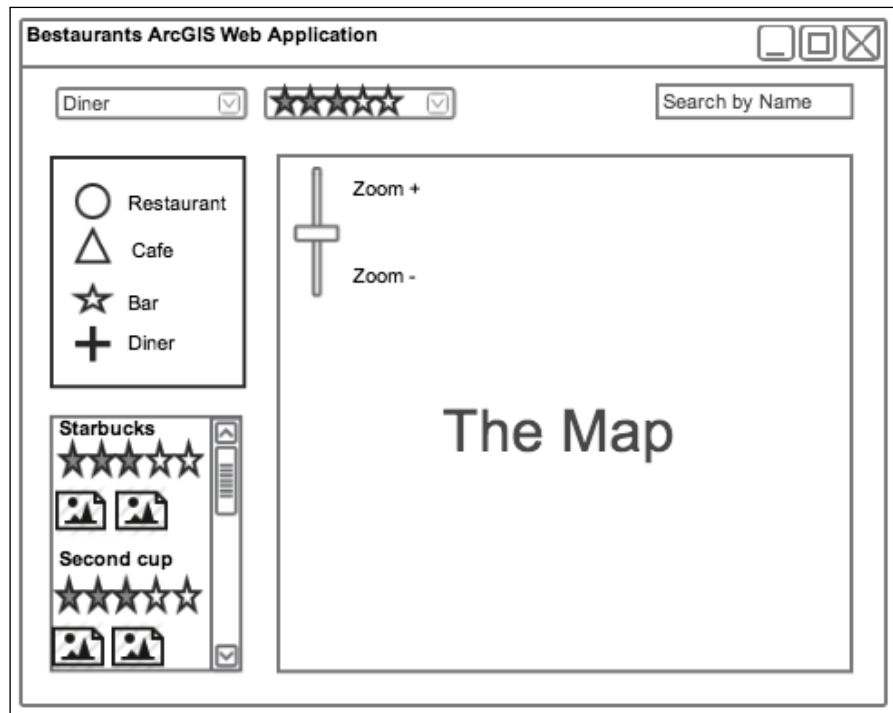 Bestaurants ArcGIS Web Application
Diner
Search by Name
Restaurant
Cafe
Bar
Diner
Zoom +
Zoom -
The Map
Starbucks
Second cup